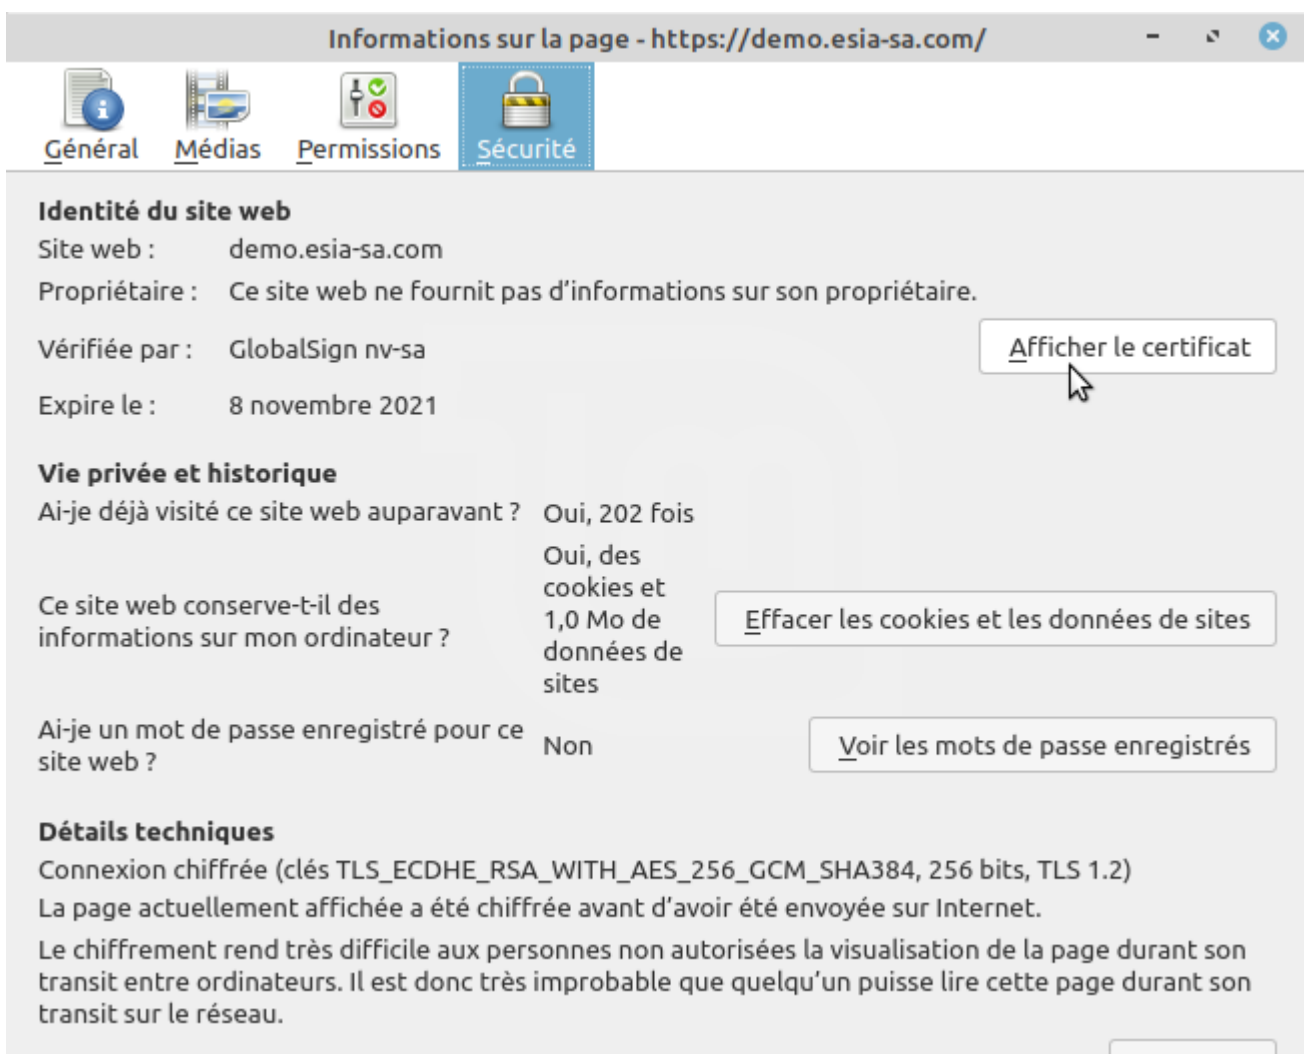 Informations sur la page - https://demo.esia-sa.com/
Général Médias Permissions Sécurité
Identité du site web
Site web : demo.esia-sa.com
Propriétaire : Ce site web ne fournit pas d’informations sur son propriétaire.
Vérifiée par : GlobalSign nv-sa
Afficher le certificat
Expire le : 8 novembre 2021
Vie privée et historique
Ai-je déjà visité ce site web auparavant ? Oui, 202 fois
Ce site web conserve-t-il des
informations sur mon ordinateur ?
Oui, des
cookies et
1,0 Mo de
données de
sites
Effacer les cookies et les données de sites
Ai-je un mot de passe enregistré pour ce
site web ?
Non
Voir les mots de passe enregistrés
Détails techniques
Connexion chiffrée (clés TLS_ECDHE_RSA_WITH_AES_256_GCM_SHA384, 256 bits, TLS 1.2)
La page actuellement affichée a été chiffrée avant d’avoir été envoyée sur Internet.
Le chiffrement rend très difficile aux personnes non autorisées la visualisation de la page durant son
transit entre ordinateurs. Il est donc très improbable que quelqu’un puisse lire cette page durant son
transit sur le réseau.